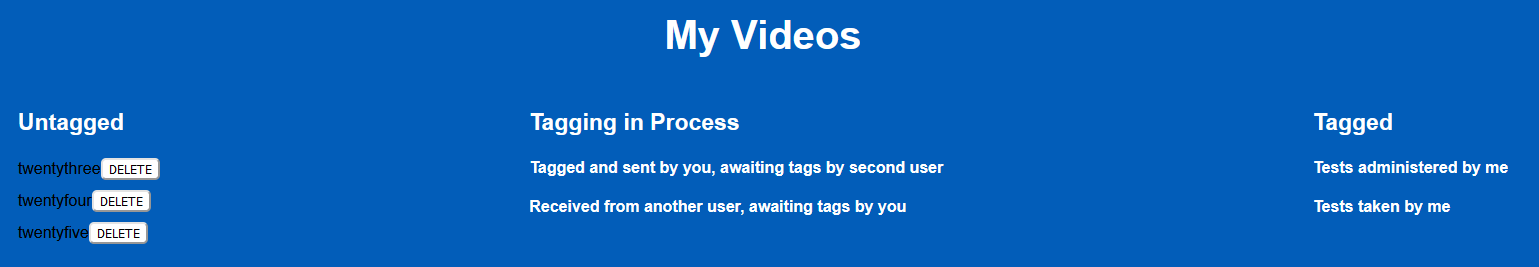 My Videos
Untagged
twentythree DELETE
twentyfour DELETE
twentyfive DELETE
Tagging in Process
Tagged and sent by you, awaiting tags by second user
Received from another user, awaiting tags by you
Tagged
Tests administered by me
Tests taken by me